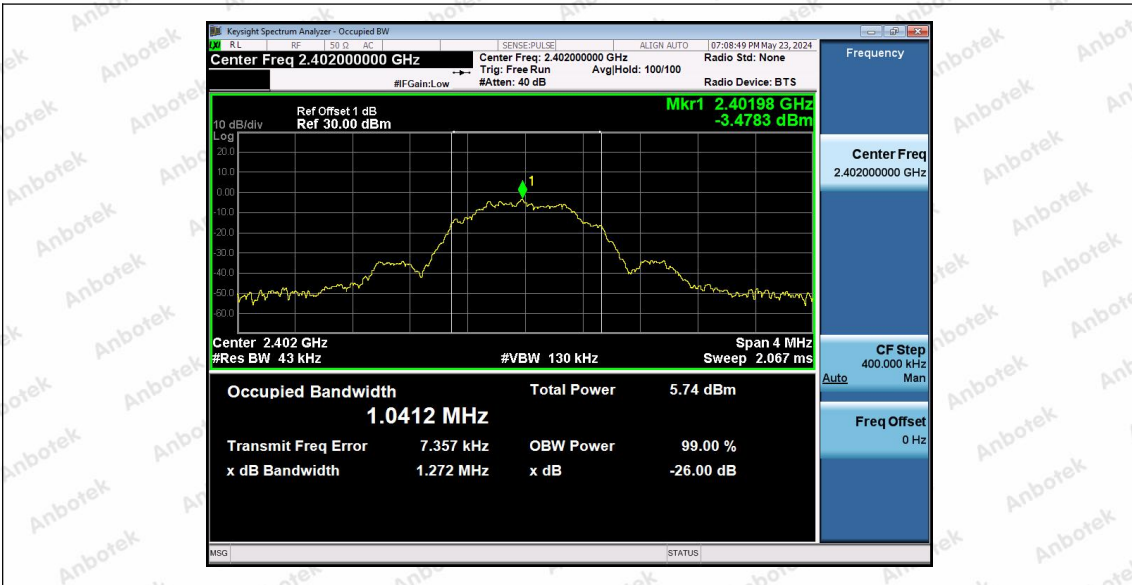 Keysight Spectrum Analyzer - Occupied BW
LXI RL RF 50 Ω AC SENSE:PULSE ALIGN AUTO 07:08:49 PM May 23, 2024
Center Freq 2.402000000 GHz
Center Freq: 2.402000000 GHz Radio Std: None
Trig: Free Run Avg|Hold: 100/100
#IFGain:Low #Atten: 40 dB Radio Device: BTS
Frequency
Ref Offset 1 dB
10 dB/div Ref 30.00 dBm
Mkr1 2.40198 GHz
-3.4783 dBm
Log
20.0
10.0
0.00
-10.0
-20.0
-30.0
-40.0
-50.0
-60.0
1
Center 2.402 GHz Span 4 MHz
#Res BW 43 kHz #VBW 130 kHz Sweep 2.067 ms
Center Freq
2.402000000 GHz
CF Step
400.000 kHz
Auto Man
Freq Offset
0 Hz
Occupied Bandwidth Total Power 5.74 dBm
1.0412 MHz
Transmit Freq Error 7.357 kHz OBW Power 99.00 %
x dB Bandwidth 1.272 MHz x dB -26.00 dB
MSG STATUS
Anbotek